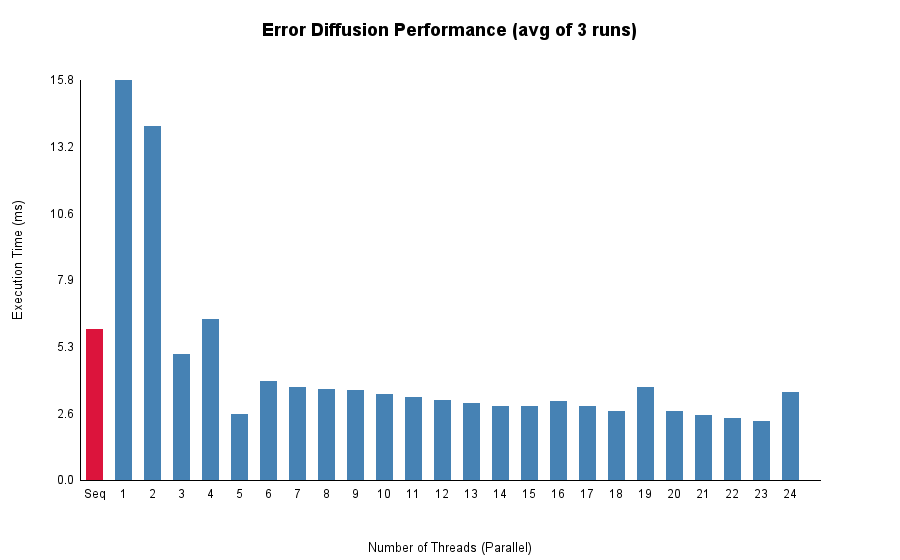 Error Diffusion Performance (avg of 3 runs)
15.8
13.2
10.6
7.9
5.3
2.6
0.0
Execution Time (ms)
Seq 1 2 3 4 5 6 7 8 9 10 11 12 13 14 15 16 17 18 19 20 21 22 23 24
Number of Threads (Parallel)